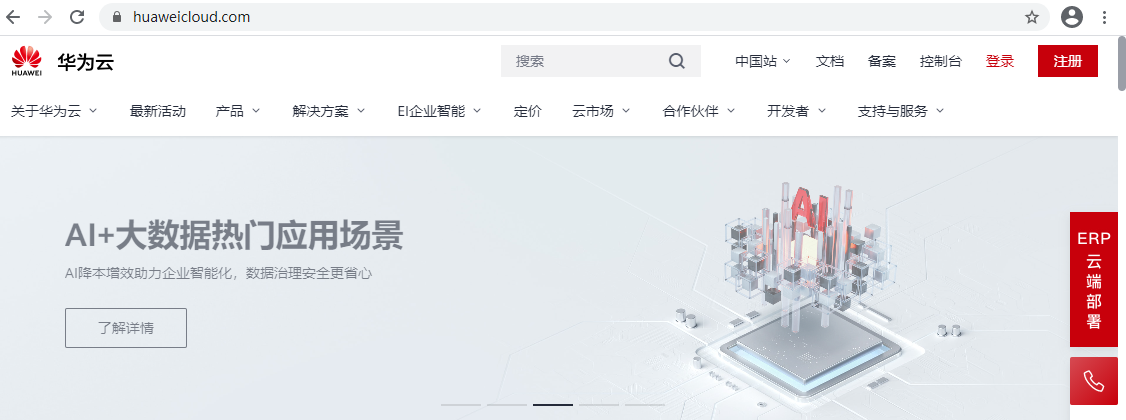 huaweicloud.com
HUAWEI 华为云 搜索 中国站 文档 备案 控制台 登录 注册
关于华为云 最新活动 产品 解决方案 EI企业智能 定价 云市场 合作伙伴 开发者 支持与服务
AI
AI+大数据热门应用场景
AI降本增效助力企业智能化，数据治理安全更省心
了解详情
ERP
云
端
部
署